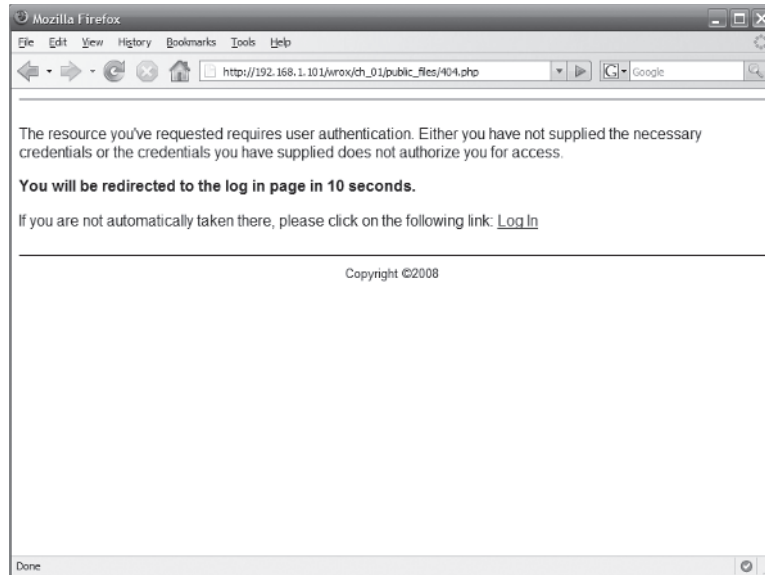 Mozilla Firefox
File Edit View History Bookmarks Tools Help
http://192.168.1.101/wrox/ch_01/public_files/404.php
G Google
The resource you've requested requires user authentication. Either you have not supplied the necessary
credentials or the credentials you have supplied does not authorize you for access.
You will be redirected to the log in page in 10 seconds.
If you are not automatically taken there, please click on the following link: Log In
Copyright ©2008
Done